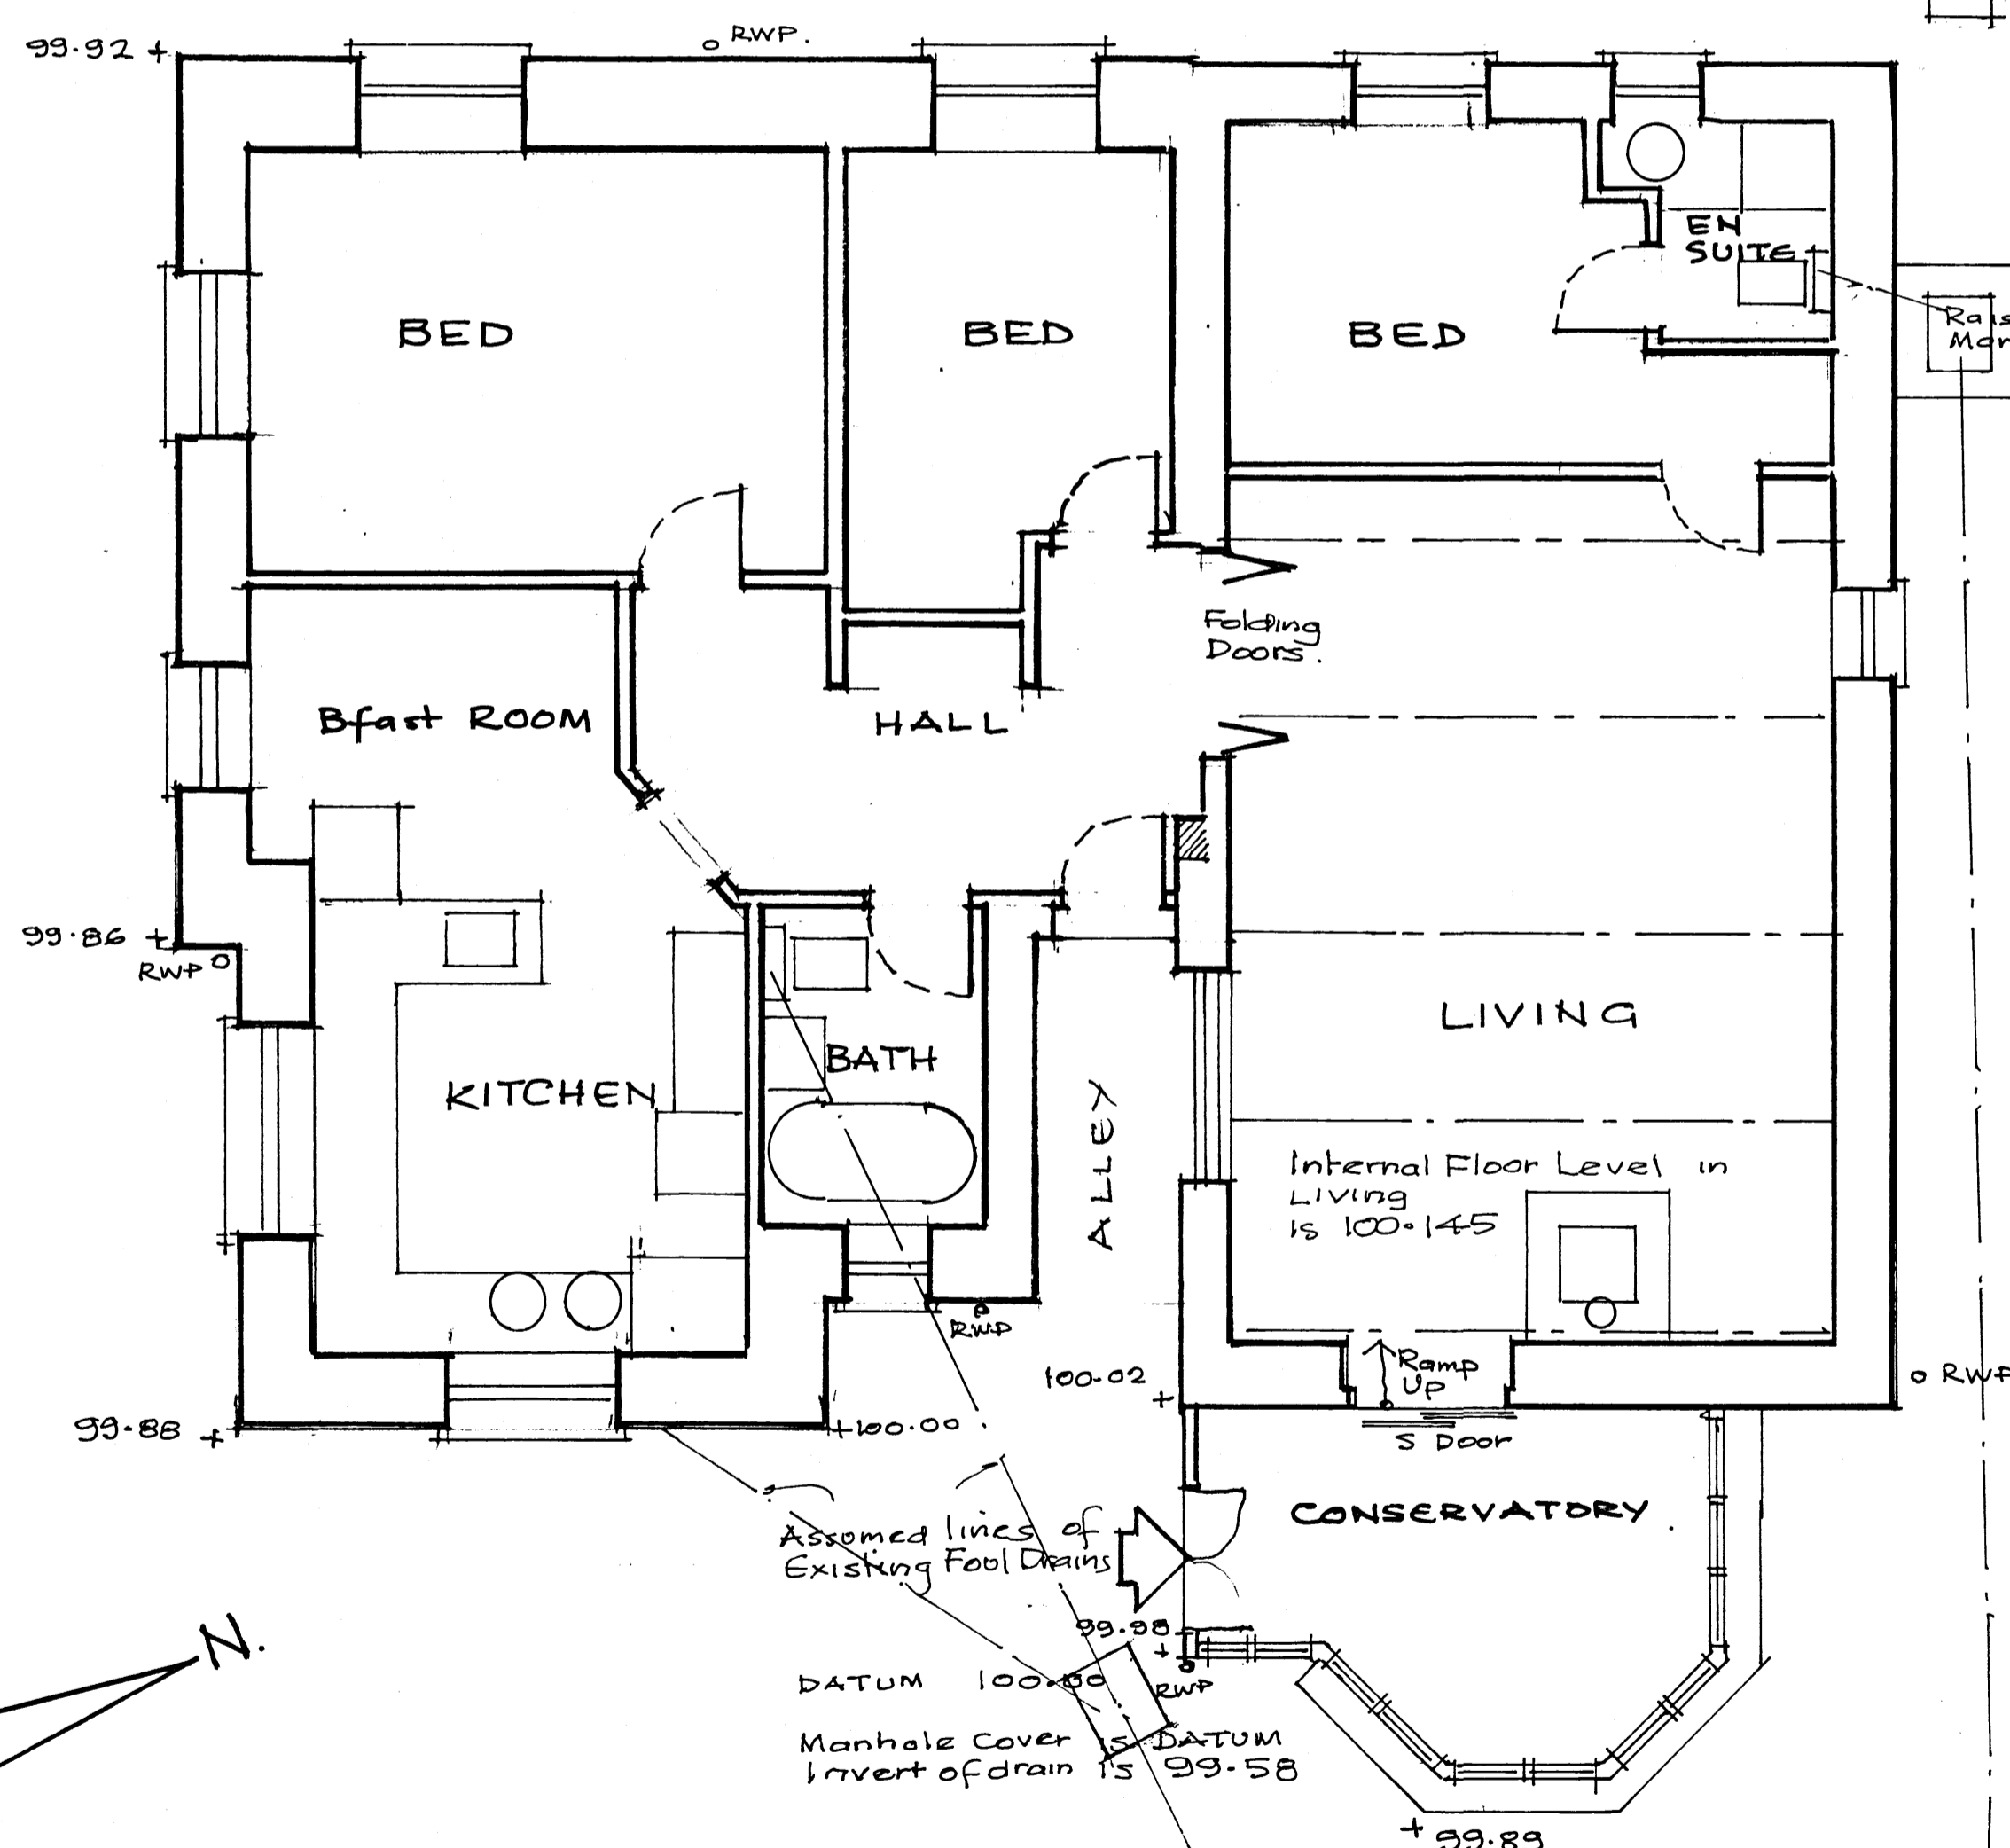 99.92
RWP.
BED
BED
BED
EN
SUITE
Folding
Doors.
Bfast ROOM
HALL
99.86
RWP
LIVING
BATH
KITCHEN
ALLEY
Internal Floor Level in
Living
is 100.145
RWP
100.02
Ramp
UP
RWP
99.88
100.00
S Door
CONSERVATORY.
Assumed lines of
Existing Fool Drains
99.98
N.
DATUM 100.00
RWP
Manhole Cover is DATUM
Invert of drain is 99.58
99.89